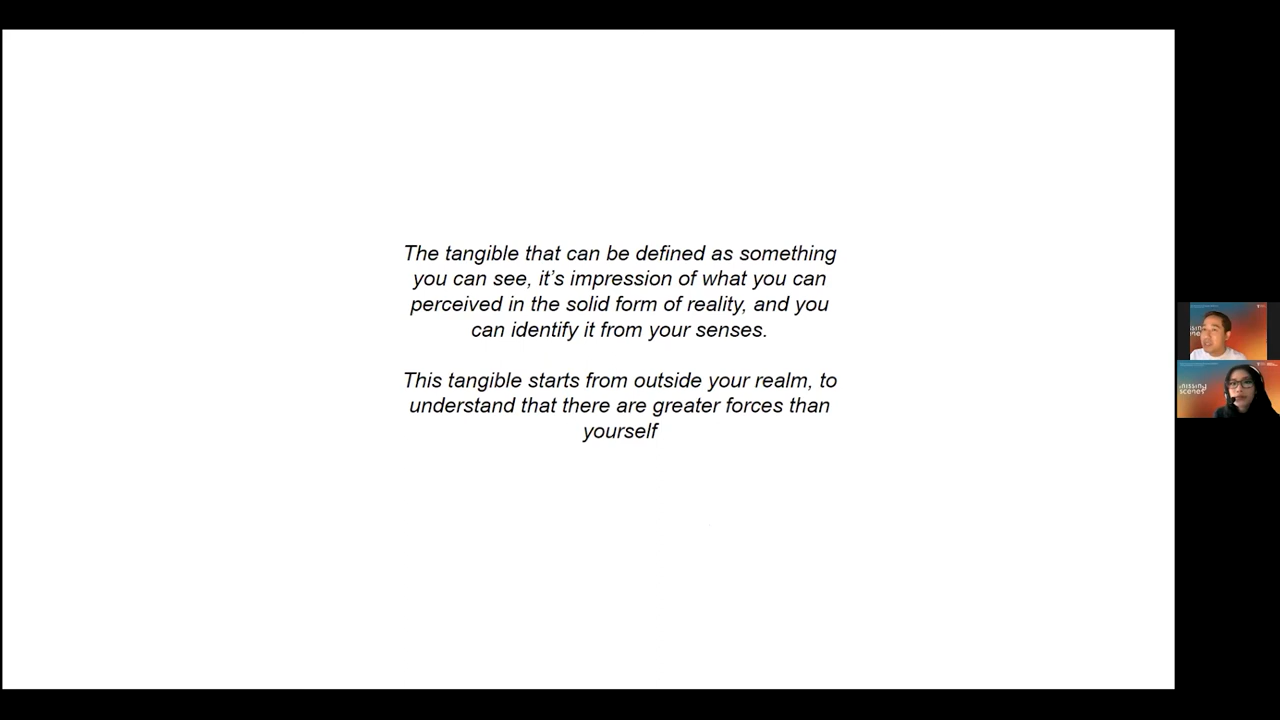 The tangible that can be defined as something
you can see, it’s impression of what you can
perceived in the solid form of reality, and you
can identify it from your senses.
This tangible starts from outside your realm, to
understand that there are greater forces than
yourself
missing
scenes